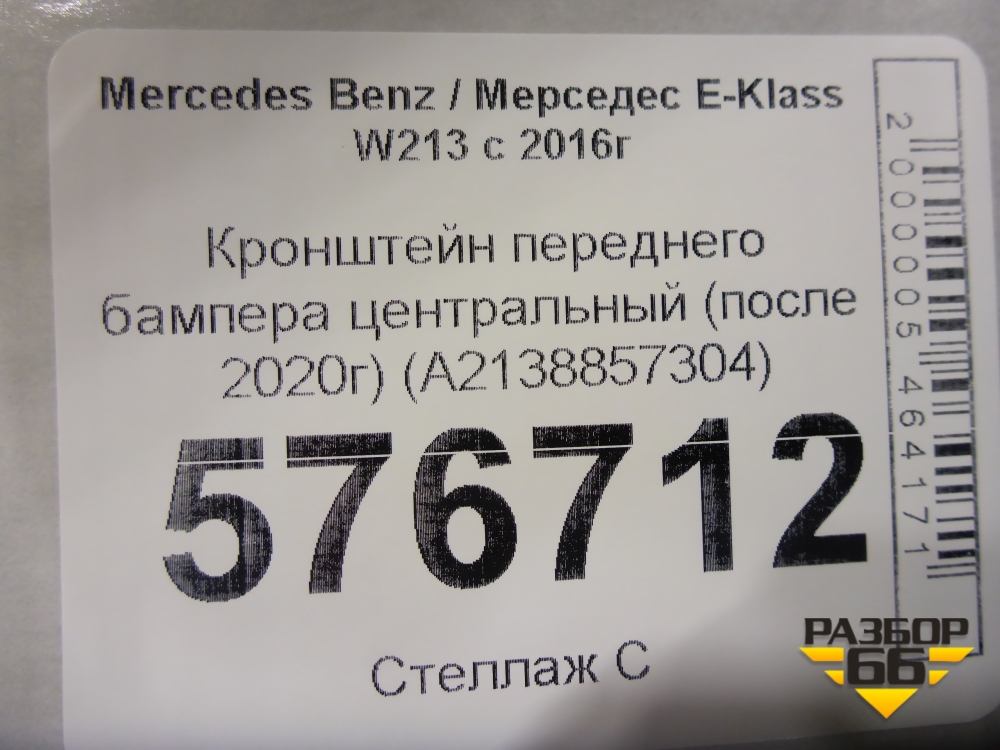 Mercedes Benz / Мерседес E-Klass
W213 с 2016г
Кронштейн переднего
бампера центральный (после
2020г) (A2138857304)
576712
Стеллаж С
2000005464171
РАЗБОР
66